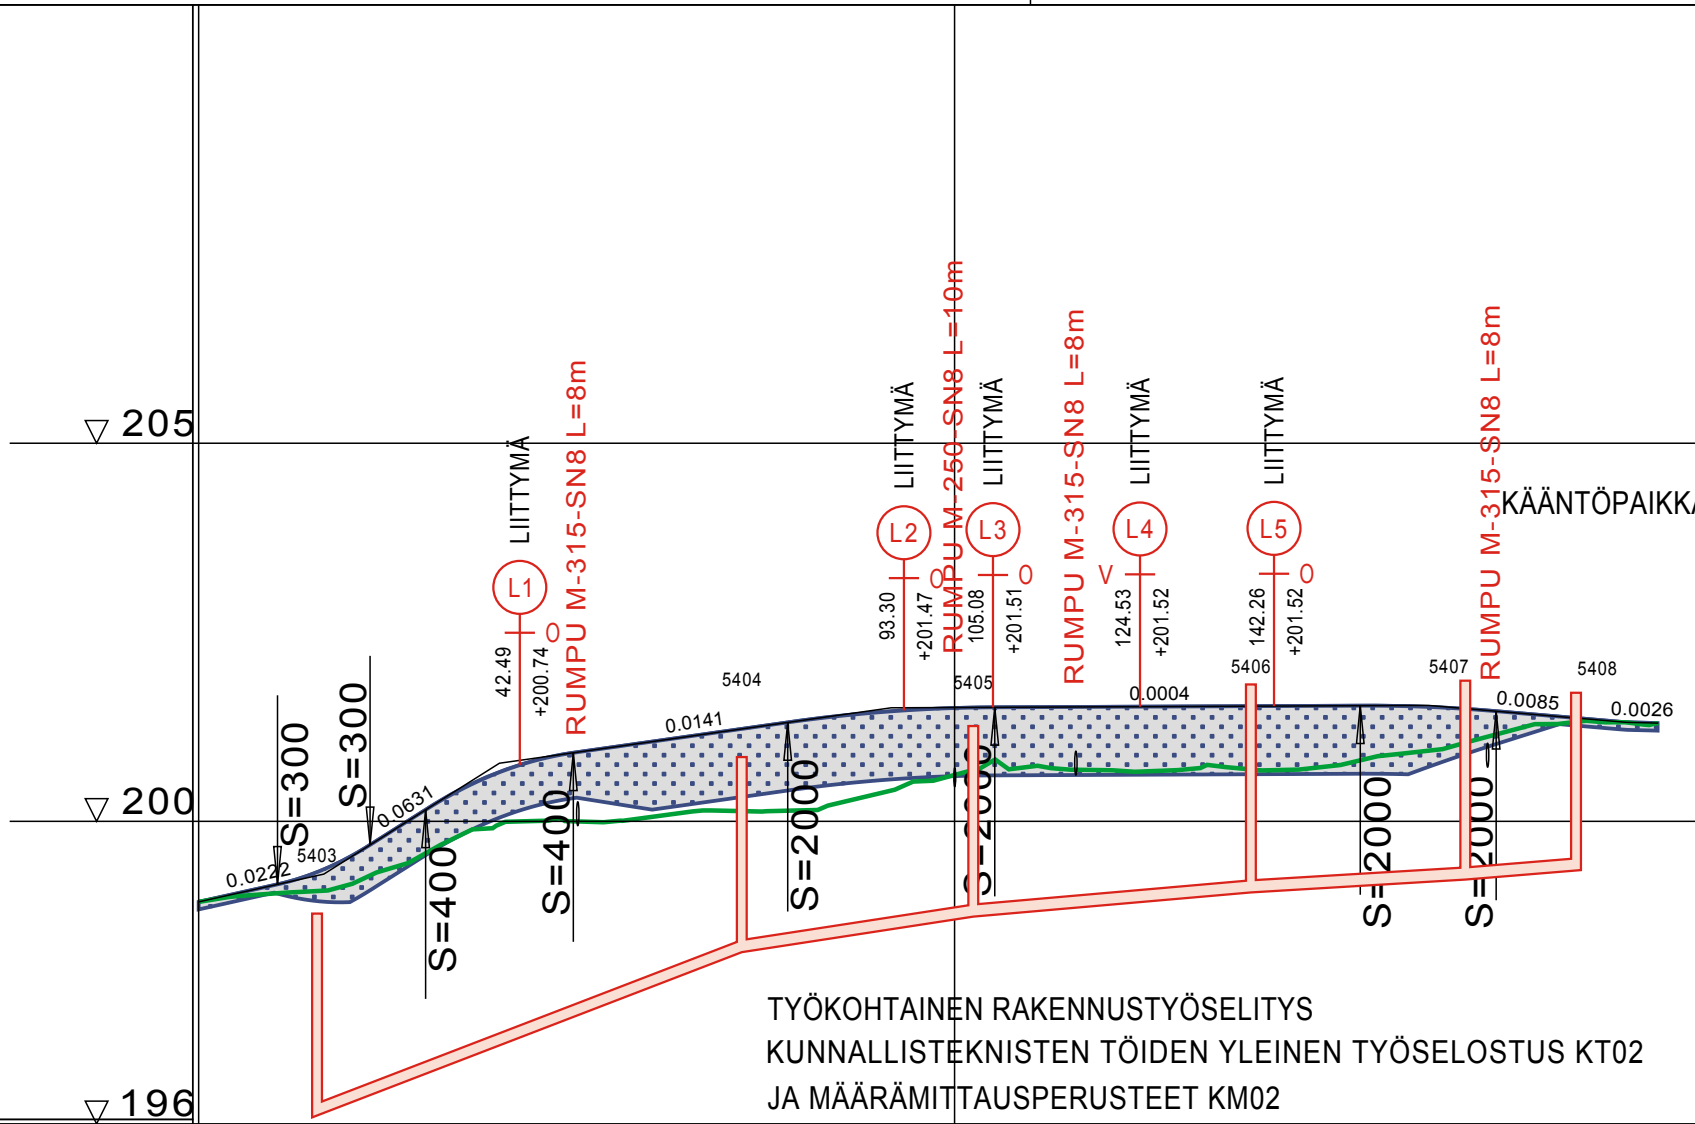 205
200
196
RUMPU M-315-SN8 L=8m
RUMPU M-250-SN8 L=10m
RUMPU M-315-SN8 L=8m
RUMPU M-315-SN8 L=8m
LIITTYMÄ
LIITTYMÄ
LIITTYMÄ
LIITTYMÄ
LIITTYMÄ
KÄÄNTÖPAIKKA
L1
O
42.49
+200.74
L2
O
93.30
+201.47
L3
O
105.08
+201.51
L4
V
124.53
+201.52
L5
O
142.26
+201.52
5403
5404
5405
5406
5407
5408
0.0222
0.0631
0.0141
0.0004
0.0085
0.0026
S=300
S=300
S=400
S=400
S=2000
S=2000
S=2000
S=2000
TYÖKOHTAINEN RAKENNUSTYÖSELITYS
KUNNALLISTEKNISTEN TÖIDEN YLEINEN TYÖSELOSTUS KT02
JA MÄÄRÄMITTAUSPERUSTEET KM02